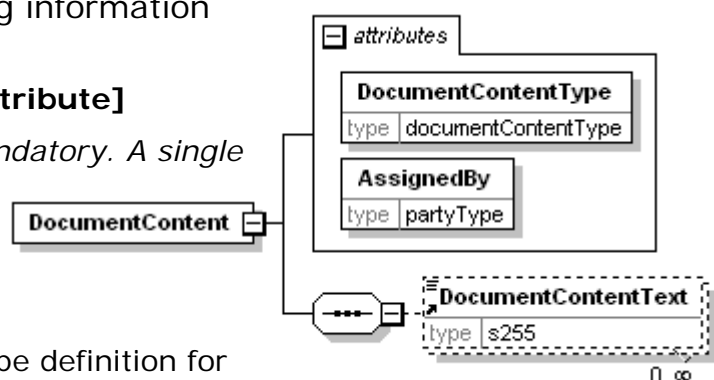 g information
tribute]
ndatory. A single
pe definition for
attributes
DocumentContentType
type documentContentType
AssignedBy
type partyType
DocumentContent
DocumentContentText
type s255
0..∞